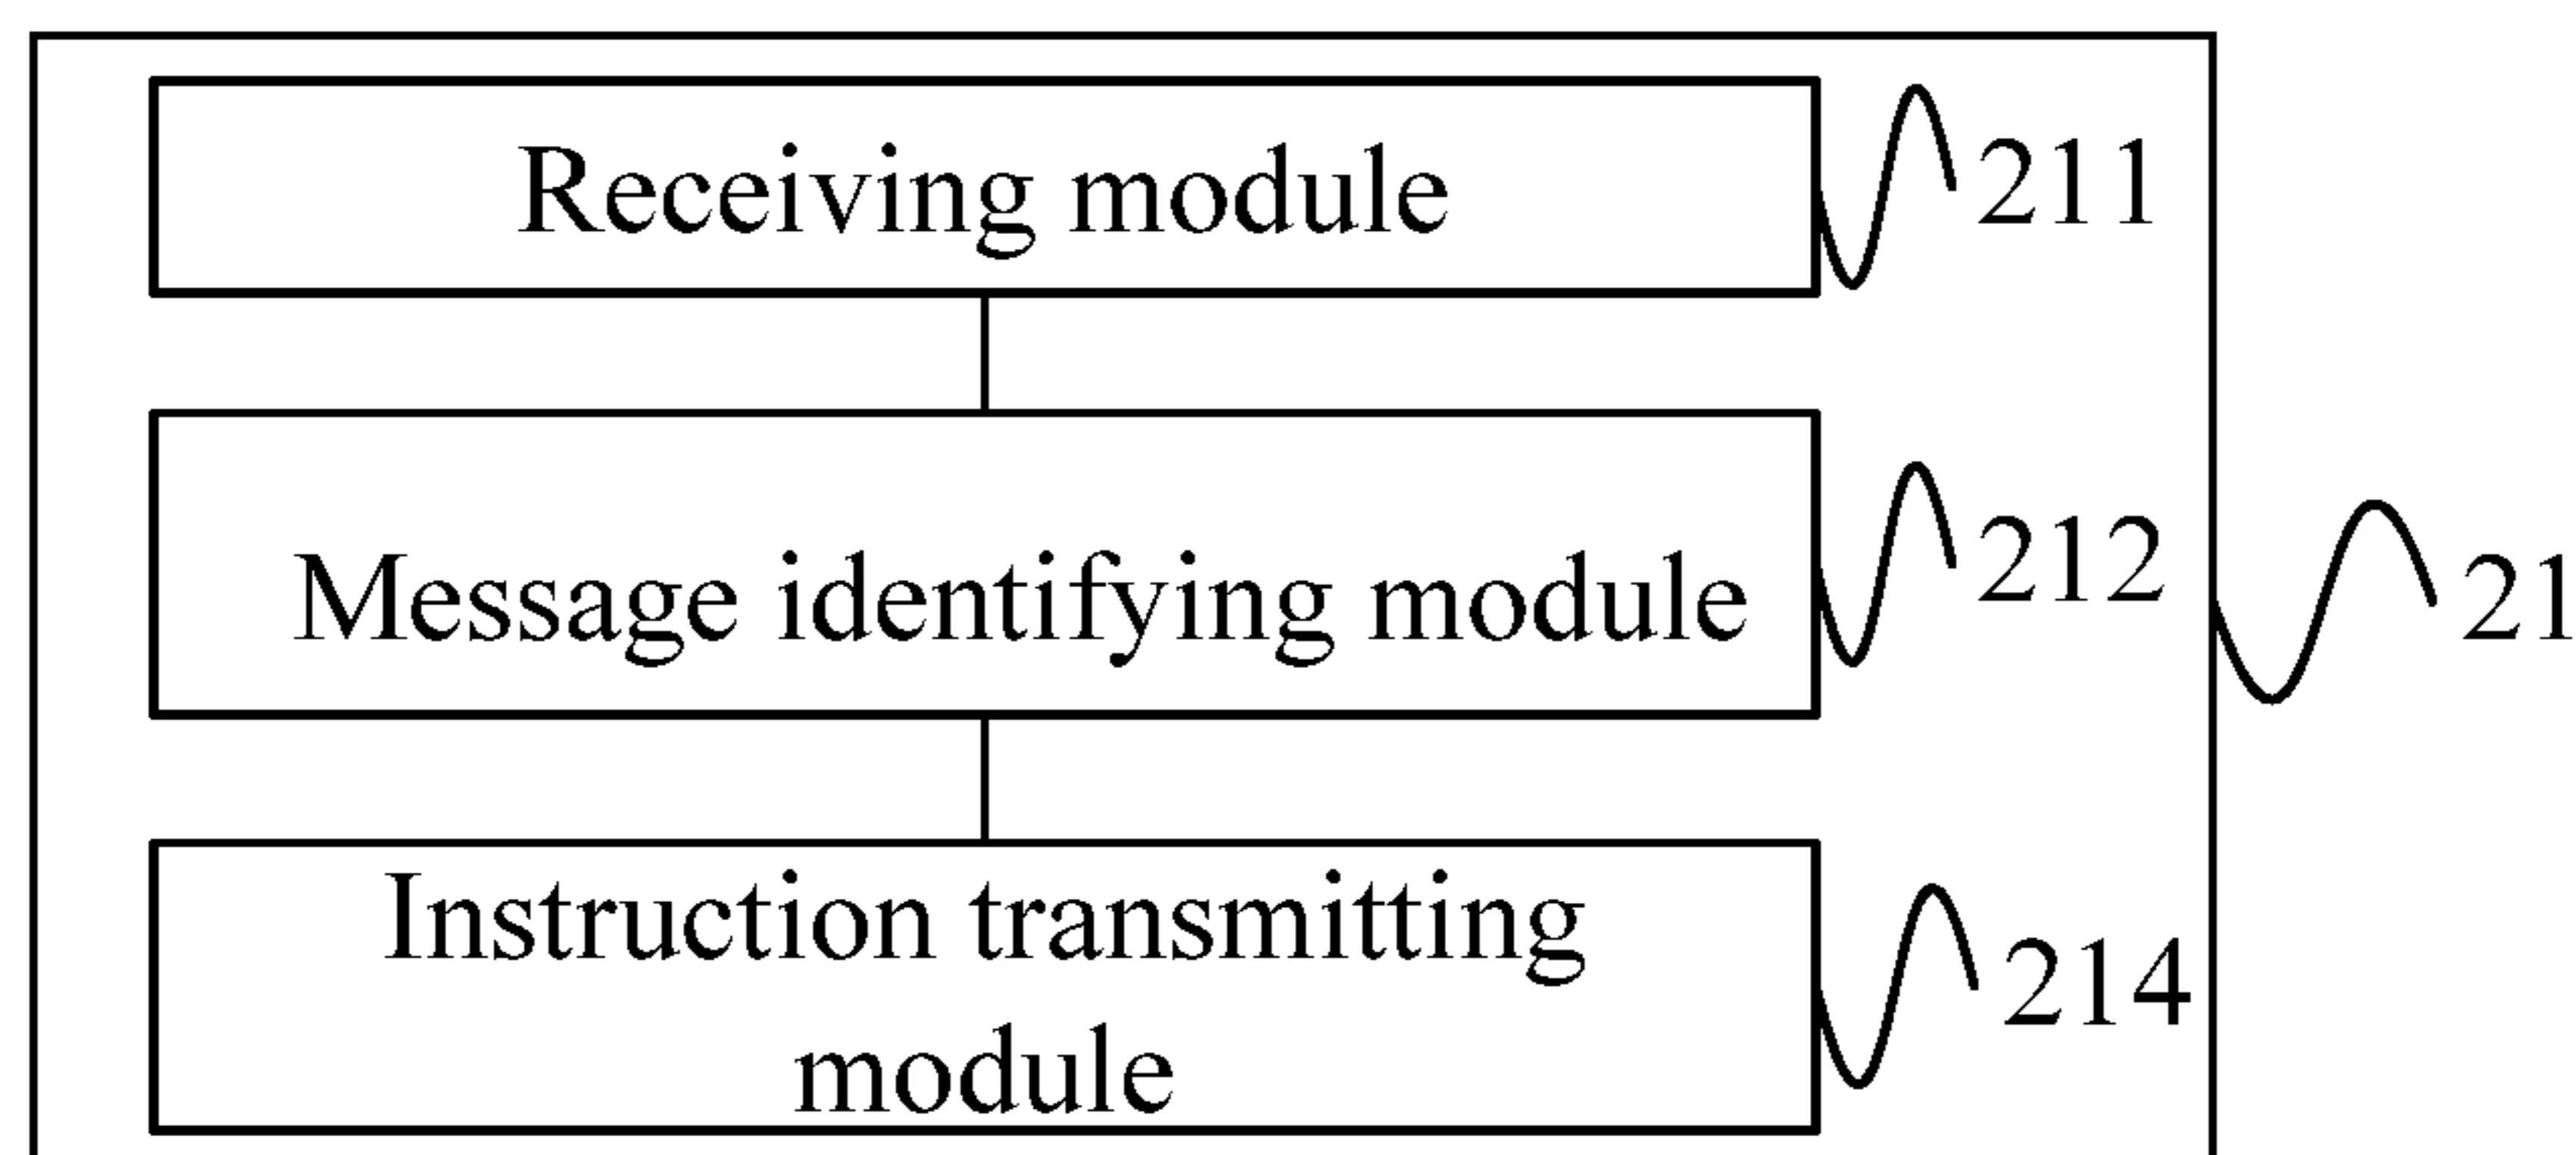 Receiving module
211
Message identifying module
212
21
Instruction transmitting
module
214